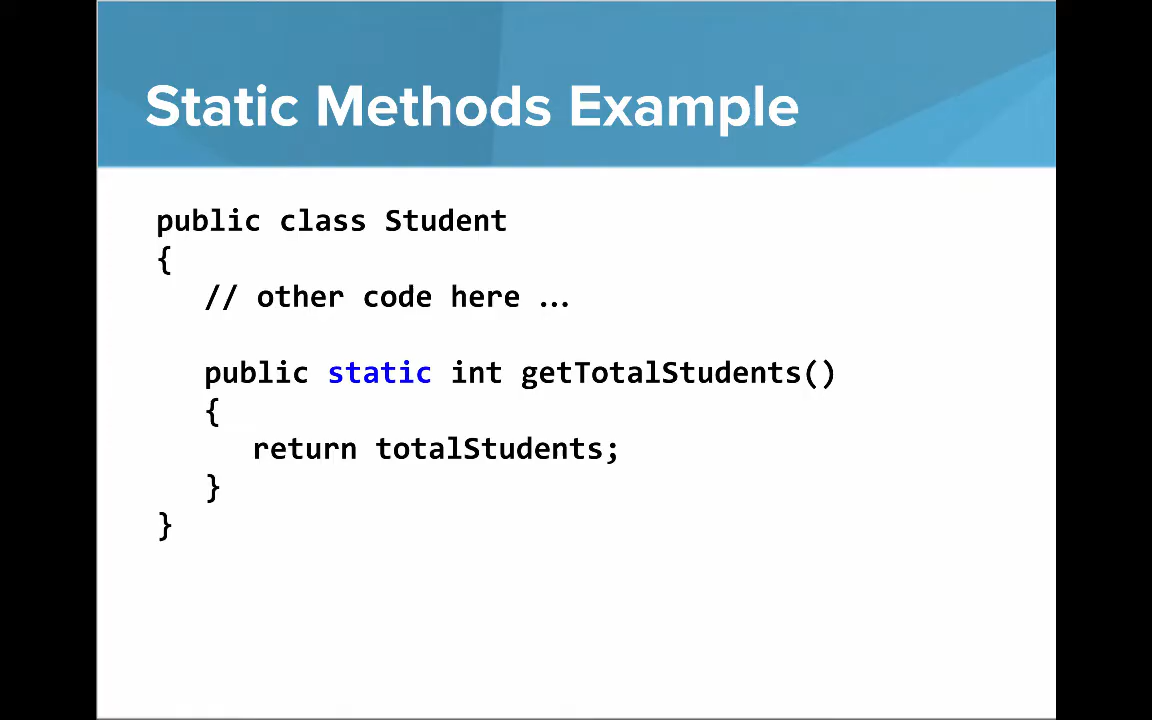 Static Methods Example
public class Student
{
// other code here …
public static int getTotalStudents()
{
return totalStudents;
}
}